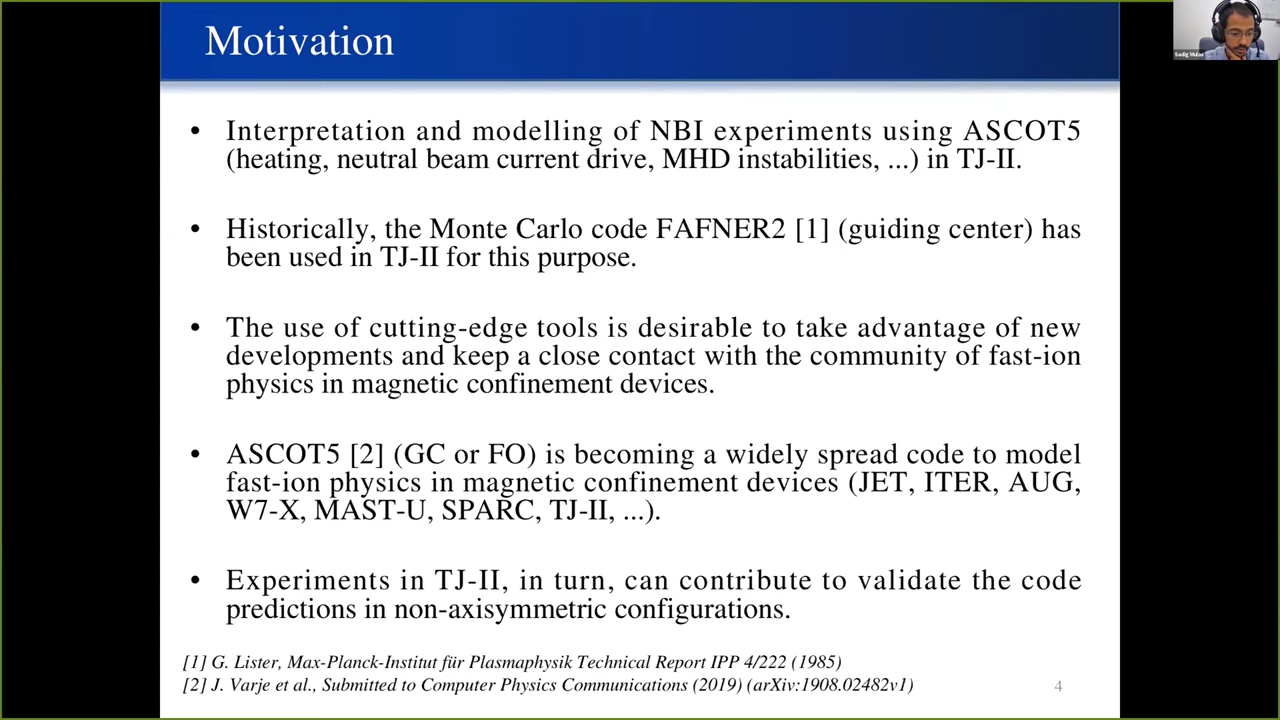 Motivation
Sadig Mulas
• Interpretation and modelling of NBI experiments using ASCOT5
(heating, neutral beam current drive, MHD instabilities, ...) in TJ-II.
• Historically, the Monte Carlo code FAFNER2 [1] (guiding center) has
been used in TJ-II for this purpose.
• The use of cutting-edge tools is desirable to take advantage of new
developments and keep a close contact with the community of fast-ion
physics in magnetic confinement devices.
• ASCOT5 [2] (GC or FO) is becoming a widely spread code to model
fast-ion physics in magnetic confinement devices (JET, ITER, AUG,
W7-X, MAST-U, SPARC, TJ-II, ...).
• Experiments in TJ-II, in turn, can contribute to validate the code
predictions in non-axisymmetric configurations.
[1] G. Lister, Max-Planck-Institut für Plasmaphysik Technical Report IPP 4/222 (1985)
[2] J. Varje et al., Submitted to Computer Physics Communications (2019) (arXiv:1908.02482v1)
4